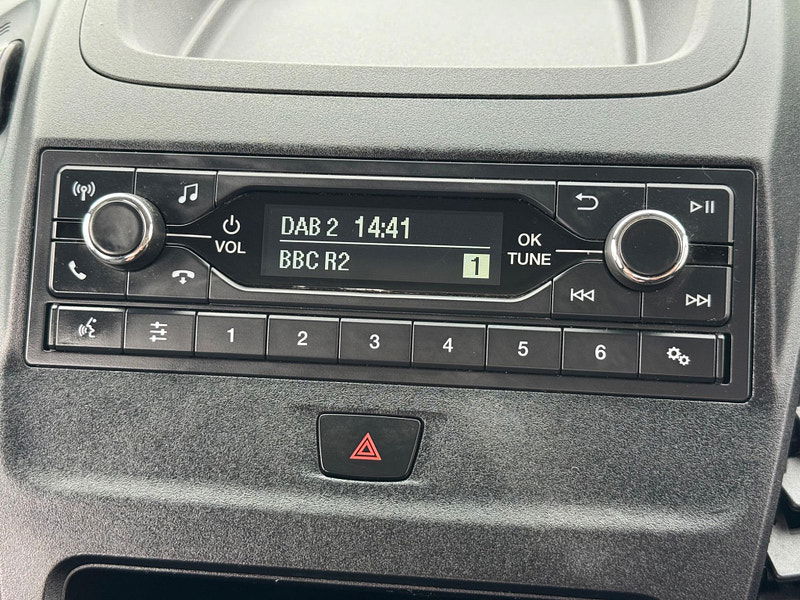 VOL
DAB 2 14:41
BBC R2 1
OK
TUNE
1 2 3 4 5 6